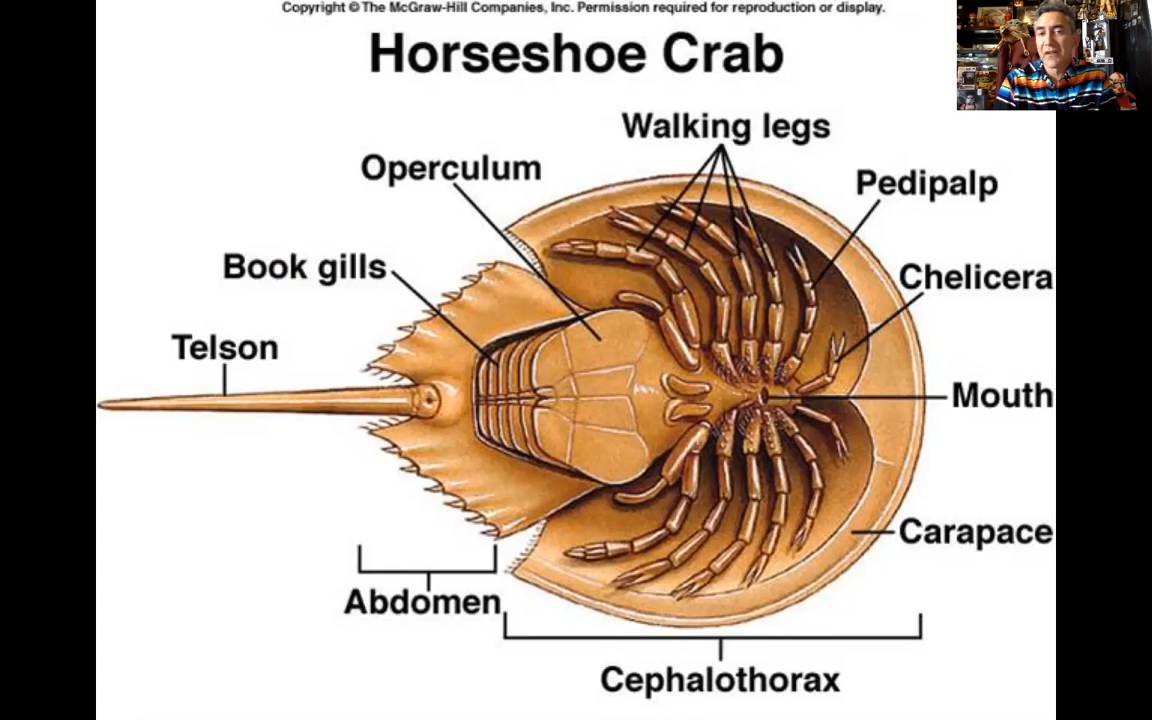 Copyright © The McGraw-Hill Companies, Inc. Permission required for reproduction or display.
Horseshoe Crab
Walking legs
Operculum
Pedipalp
Book gills
Chelicera
Telson
Mouth
Carapace
Abdomen
Cephalothorax